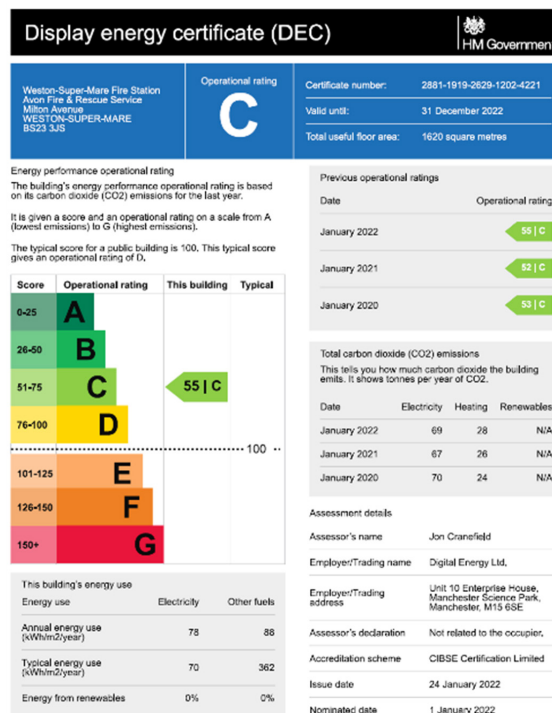 Display energy certificate (DEC)
HM Government
Weston-Super-Mare Fire Station
Avon Fire & Rescue Service
Milton Avenue
WESTON-SUPER-MARE
BS23 3JS
Operational rating
C
Certificate number: 2881-1919-2629-1202-4221
Valid until: 31 December 2022
Total useful floor area: 1620 square metres
Energy performance operational rating
The building's energy performance operational rating is based
on its carbon dioxide (CO2) emissions for the last year.
It is given a score and an operational rating on a scale from A
(lowest emissions) to G (highest emissions).
The typical score for a public building is 100. This typical score
gives an operational rating of D.
Score Operational rating This building Typical
0-25 A
26-50 B
51-75 C 55 | C
76-100 D
100
101-125 E
126-150 F
150+ G
This building's energy use
Energy use Electricity Other fuels
Annual energy use
(kWh/m2/year) 78 88
Typical energy use
(kWh/m2/year) 70 362
Energy from renewables 0% 0%
Previous operational ratings
Date Operational rating
January 2022 55 | C
January 2021 52 | C
January 2020 53 | C
Total carbon dioxide (CO2) emissions
This tells you how much carbon dioxide the building
emits. It shows tonnes per year of CO2.
Date Electricity Heating Renewables
January 2022 69 28 N/A
January 2021 67 26 N/A
January 2020 70 24 N/A
Assessment details
Assessor's name Jon Cranefield
Employer/Trading name Digital Energy Ltd,
Employer/Trading
address
Unit 10 Enterprise House,
Manchester Science Park,
Manchester, M15 6SE
Assessor's declaration Not related to the occupier.
Accreditation scheme CIBSE Certification Limited
Issue date 24 January 2022
Nominated date 1 January 2022